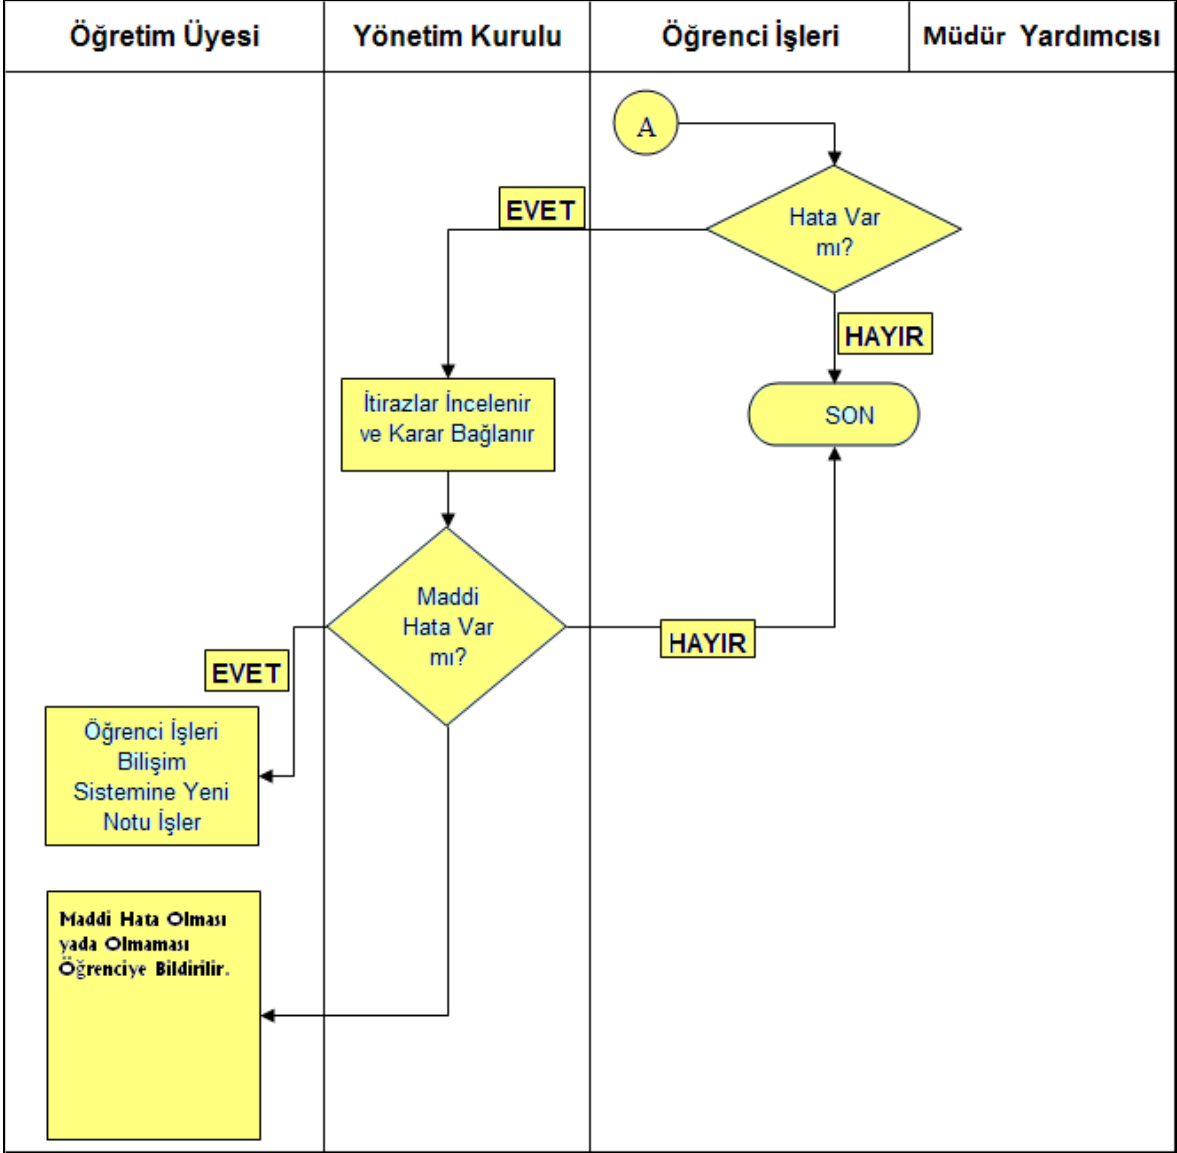 Öğretim Üyesi
Yönetim Kurulu
Öğrenci İşleri
Müdür Yardımcısı
A
Hata Var
mı?
EVET
HAYIR
SON
İtirazlar İncelenir
ve Karar Bağlanır
Maddi
Hata Var
mı?
HAYIR
EVET
Öğrenci İşleri
Bilişim
Sistemine Yeni
Notu İşler
Maddi Hata Olması
yada Olmaması
Öğrenciye Bildirilir.